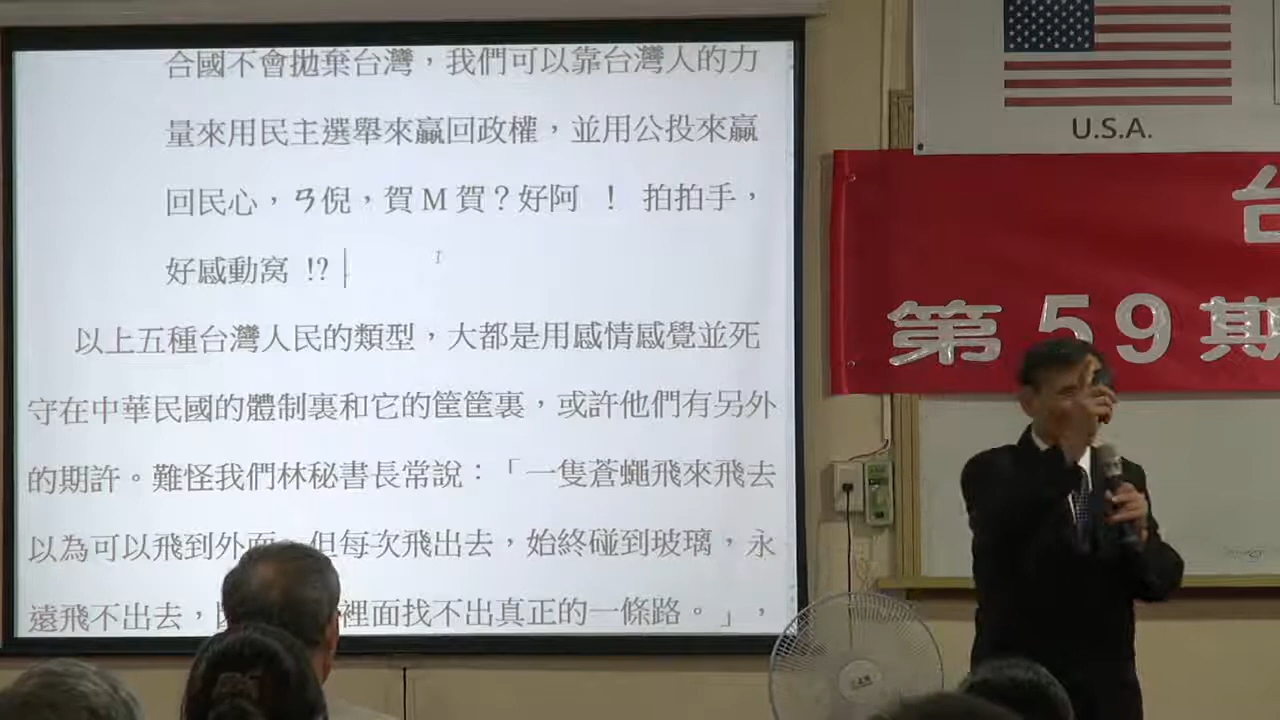 合國不會拋棄台灣，我們可以靠台灣人的力
量來用民主選舉來贏回政權，並用公投來贏
回民心，ㄢ倪，賀 M 賀？好阿 ！ 拍拍手，
好感動窩 !?
以上五種台灣人民的類型，大都是用感情感覺並死
守在中華民國的體制裏和它的筐筐裏，或許他們有另外
的期許。難怪我們林秘書長常說：「一隻蒼蠅飛來飛去
以為可以飛到外面。但每次飛出去，始終碰到玻璃，永
遠飛不出去，裡面找不出真正的一條路。」，
U.S.A.
台
第 59 期